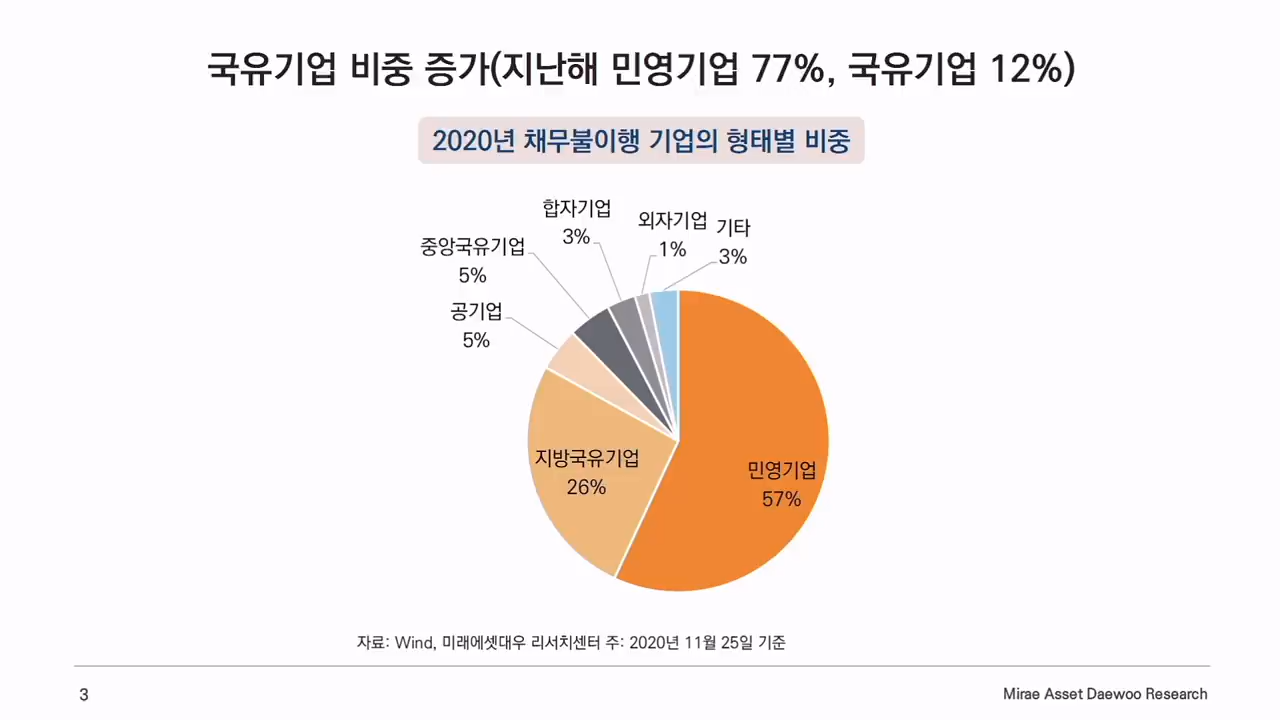 국유기업 비중 증가(지난해 민영기업 77%, 국유기업 12%)
2020년 채무불이행 기업의 형태별 비중
합자기업
3%
외자기업
1%
기타
3%
중앙국유기업
5%
공기업
5%
지방국유기업
26%
민영기업
57%
자료: Wind, 미래에셋대우 리서치센터 주: 2020년 11월 25일 기준
3
Mirae Asset Daewoo Research